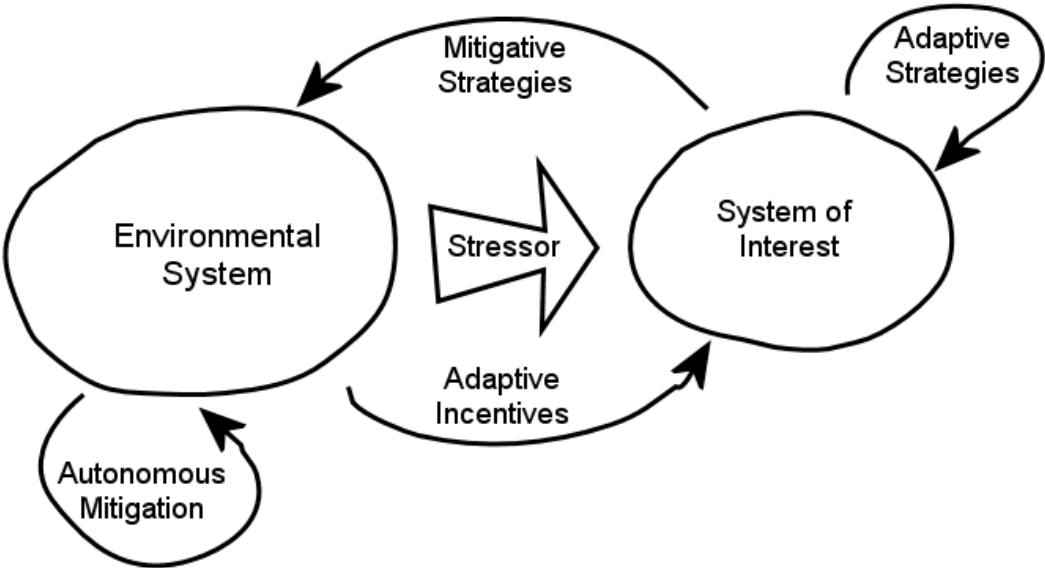 Mitigative
Strategies
Adaptive
Strategies
Environmental
System
Stressor
System of
Interest
Adaptive
Incentives
Autonomous
Mitigation